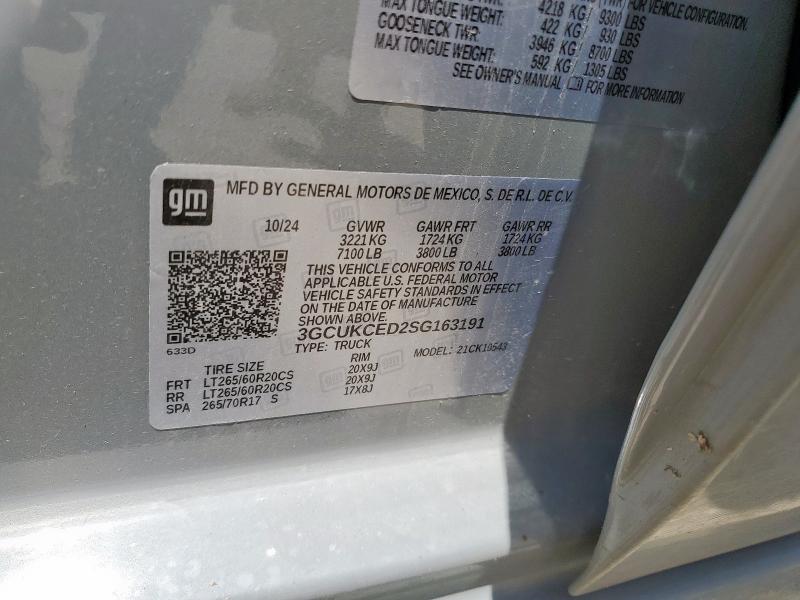 TWR FOR VEHICLE CONFIGURATION.
MAX TONGUE WEIGHT: 4218 KG / 9300 LBS
GOOSENECK TWR: 422 KG / 930 LBS
MAX TONGUE WEIGHT: 3946 KG / 8700 LBS
592 KG / 1305 LBS
SEE OWNER'S MANUAL FOR MORE INFORMATION
gm MFD BY GENERAL MOTORS DE MEXICO, S. DE R.L. DE C.V.
10/24 GVWR GAWR FRT GAWR RR
3221 KG 1724 KG 1724 KG
7100 LB 3800 LB 3800 LB
THIS VEHICLE CONFORMS TO ALL
APPLICABLE U.S. FEDERAL MOTOR
VEHICLE SAFETY STANDARDS IN EFFECT
ON THE DATE OF MANUFACTURE
SHOWN ABOVE.
3GCUKCED2SG163191
633D TYPE: TRUCK MODEL: 21CK10543
TIRE SIZE RIM
FRT LT265/60R20CS 20X9J
RR LT265/60R20CS 20X9J
SPA 265/70R17 S 17X8J